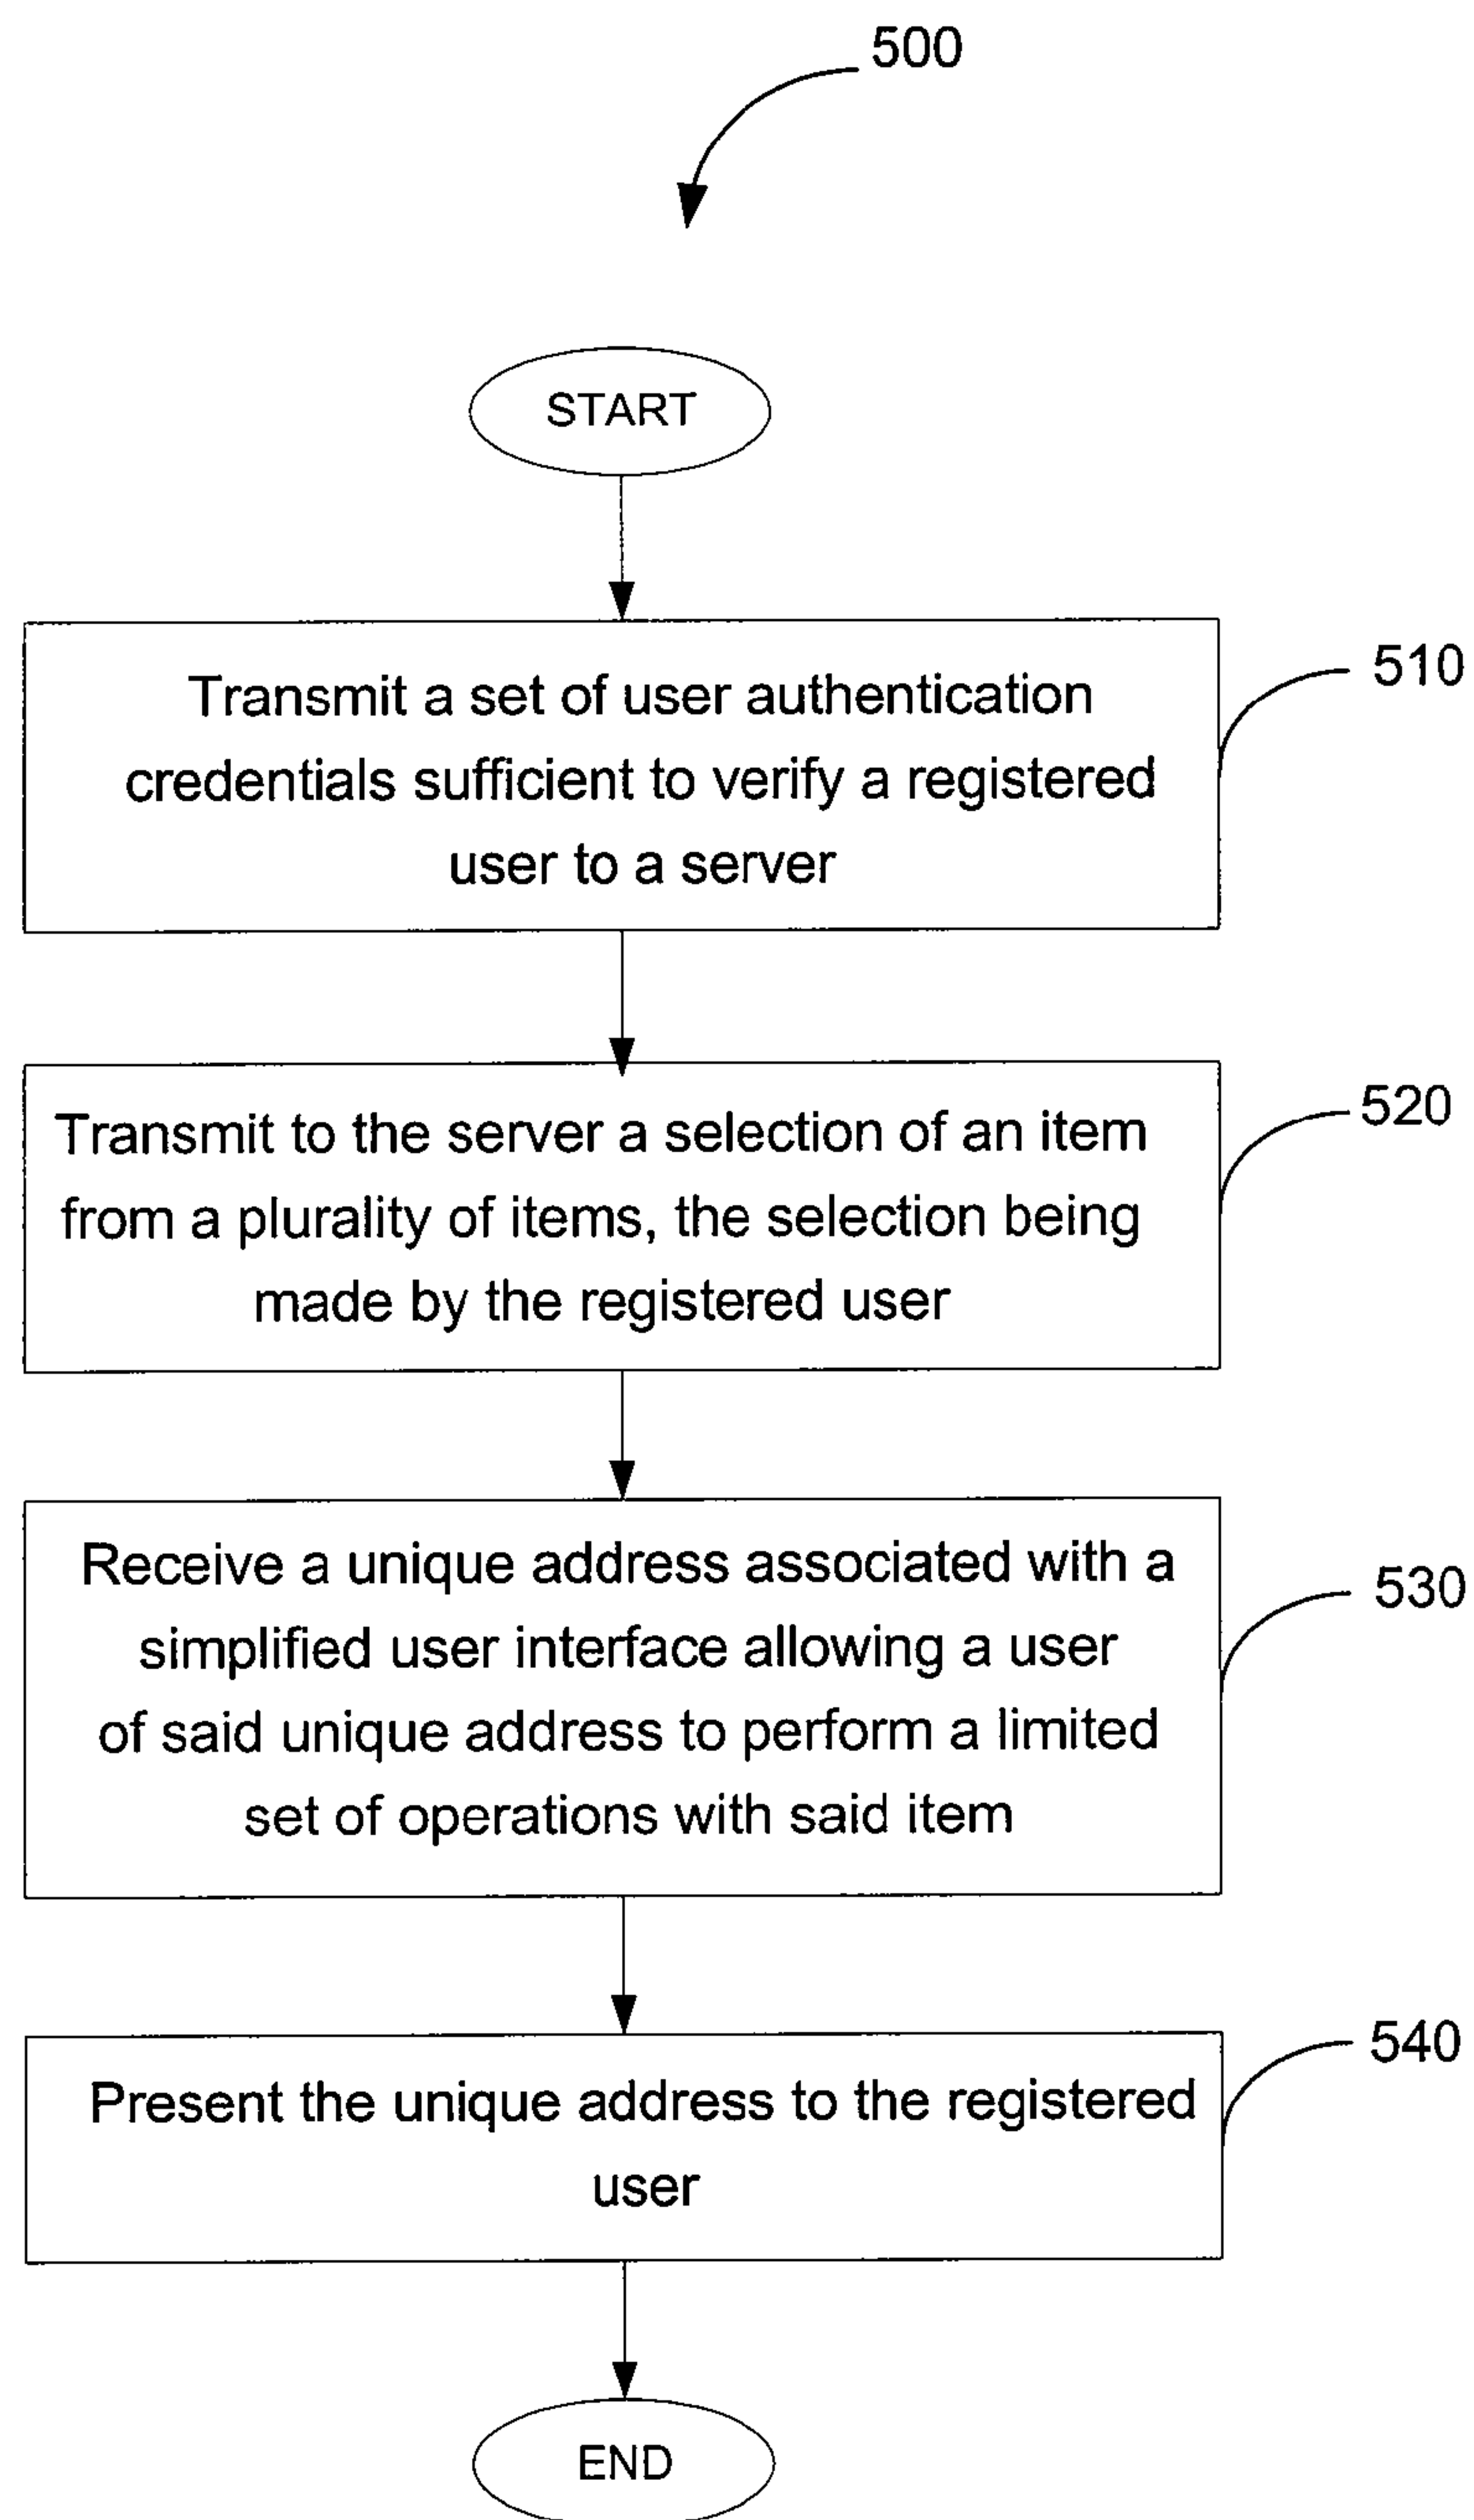 500
START
Transmit a set of user authentication
credentials sufficient to verify a registered
user to a server
510
Transmit to the server a selection of an item
from a plurality of items, the selection being
made by the registered user
520
Receive a unique address associated with a
simplified user interface allowing a user
of said unique address to perform a limited
set of operations with said item
530
Present the unique address to the registered
user
540
END